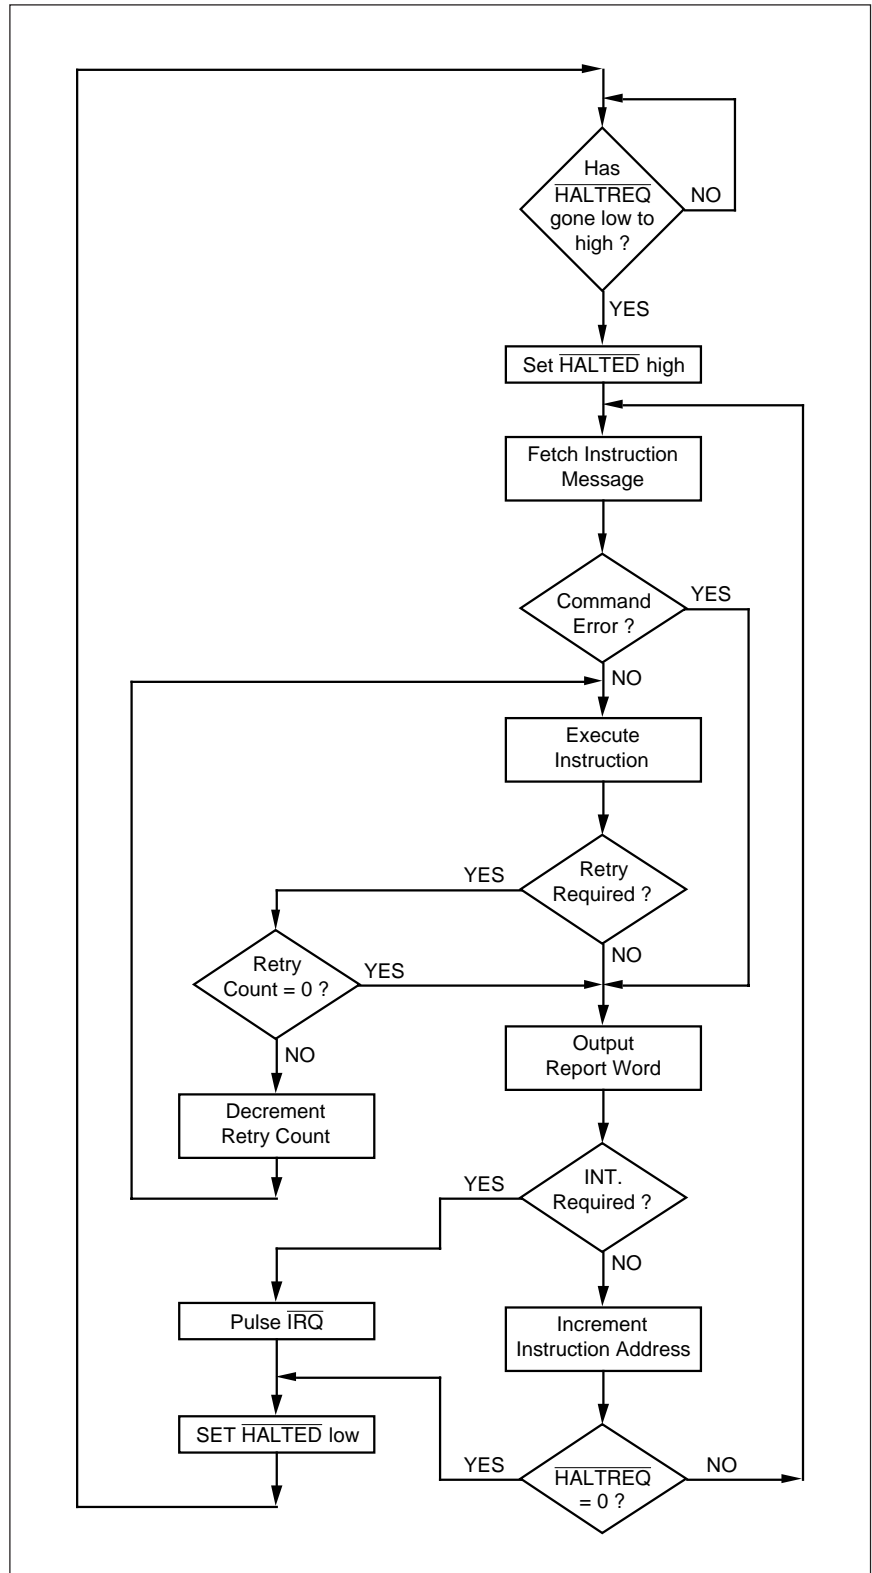 Has
HALTREQ
gone low to
high ?
NO
YES
Set HALTED high
Fetch Instruction
Message
Command
Error ?
YES
NO
Execute
Instruction
Retry
Required ?
YES
NO
Retry
Count = 0 ?
YES
NO
Decrement
Retry Count
Output
Report Word
INT.
Required ?
YES
NO
Pulse IRQ
Increment
Instruction Address
SET HALTED low
HALTREQ
= 0 ?
YES
NO